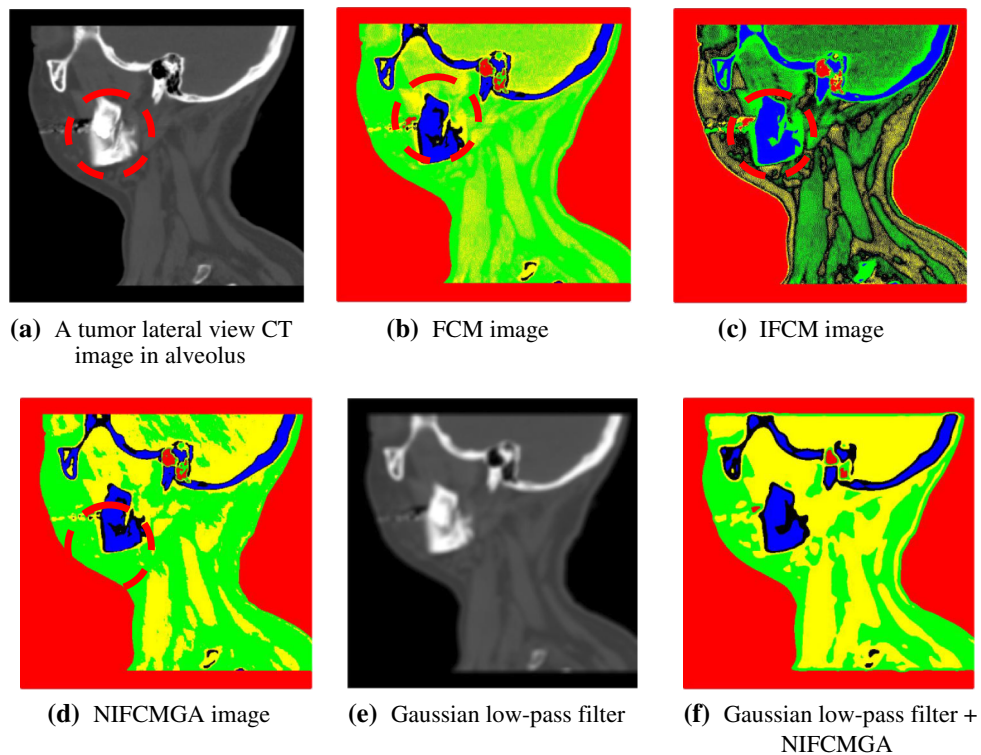 (a) A tumor lateral view CT
image in alveolus
(b) FCM image
(c) IFCM image
(d) NIFCMGA image
(e) Gaussian low-pass filter
(f) Gaussian low-pass filter +
NIFCMGA